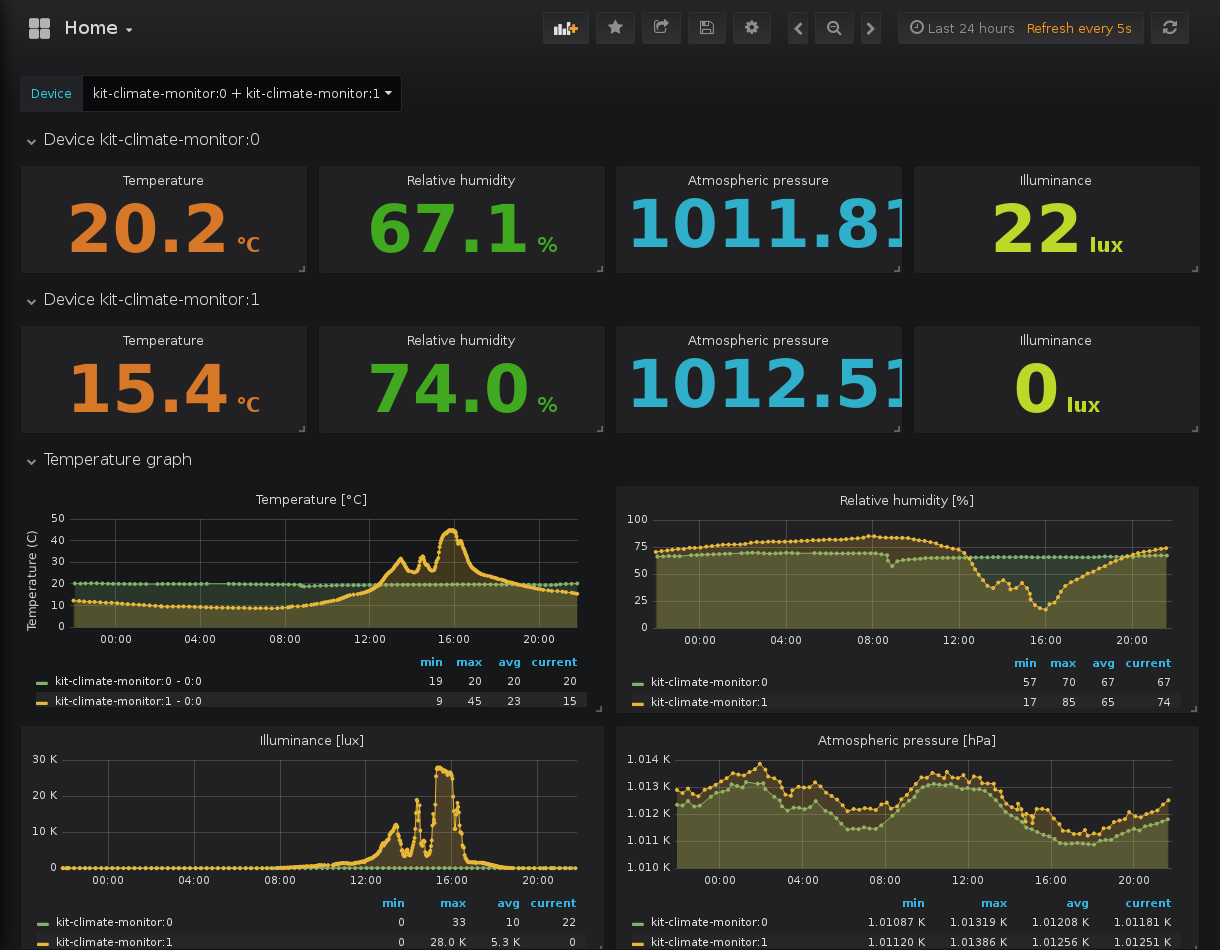 Home
Last 24 hours Refresh every 5s
Device kit-climate-monitor:0 + kit-climate-monitor:1
Device kit-climate-monitor:0
Temperature Relative humidity Atmospheric pressure Illuminance
20.2 °C 67.1 % 1011.81 22 lux
Device kit-climate-monitor:1
Temperature Relative humidity Atmospheric pressure Illuminance
15.4 °C 74.0 % 1012.51 0 lux
Temperature graph
Temperature [°C]
Temperature (C)
50
40
30
20
10
0
00:00 04:00 08:00 12:00 16:00 20:00
min max avg current
kit-climate-monitor:0 - 0:0 19 20 20 20
kit-climate-monitor:1 - 0:0 9 45 23 15
Relative humidity [%]
100
75
50
25
0
00:00 04:00 08:00 12:00 16:00 20:00
min max avg current
kit-climate-monitor:0 57 70 67 67
kit-climate-monitor:1 17 85 65 74
Illuminance [lux]
30 K
20 K
10 K
0
00:00 04:00 08:00 12:00 16:00 20:00
min max avg current
kit-climate-monitor:0 0 33 10 22
kit-climate-monitor:1 0 28.0 K 5.3 K 0
Atmospheric pressure [hPa]
1.014 K
1.013 K
1.012 K
1.011 K
1.010 K
00:00 04:00 08:00 12:00 16:00 20:00
min max avg current
kit-climate-monitor:0 1.01087 K 1.01319 K 1.01208 K 1.01181 K
kit-climate-monitor:1 1.01120 K 1.01386 K 1.01256 K 1.01251 K